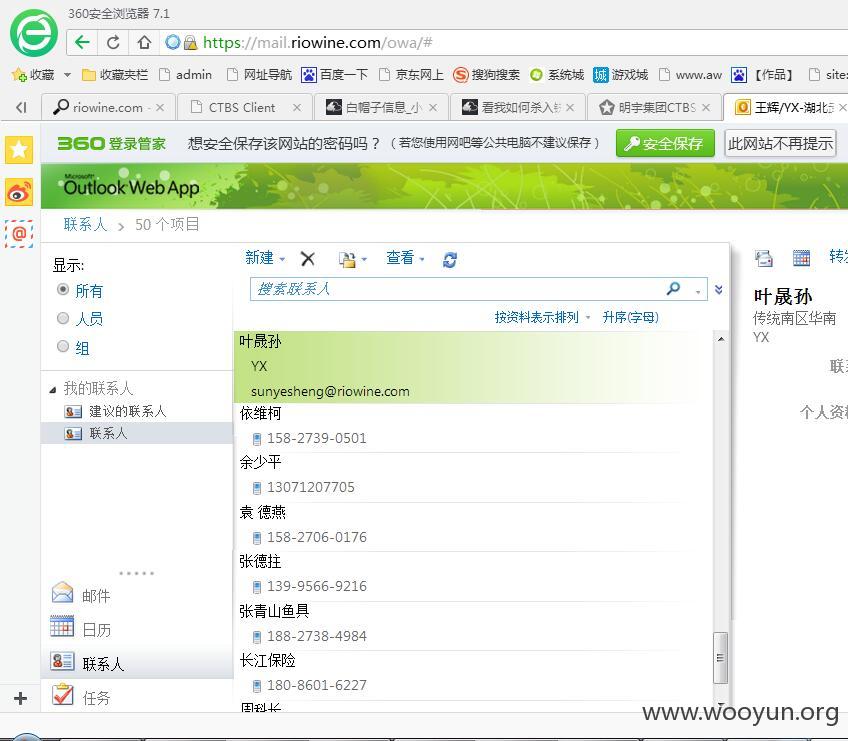 360安全浏览器 7.1
https://mail.riowine.com/owa/#
收藏 收藏夹栏 admin 网址导航 百度一下 京东网上 搜狗搜索 系统城 游戏城 www.aw 【作品】 site:
riowine.com - CTBS Client 白帽子信息_小 看我如何杀入 明宇集团CTBS 王辉/YX-湖北
360登录管家 想安全保存该网站的密码吗？（若您使用网吧等公共电脑不建议保存） 安全保存 此网站不再提示
Microsoft®
Outlook Web App
联系人 › 50 个项目
显示:
所有
人员
组
我的联系人
建议的联系人
联系人
邮件
日历
联系人
任务
新建 查看
搜索联系人
按资料表示排列 升序(字母)
叶晟孙
YX
sunyesheng@riowine.com
依维柯
158-2739-0501
余少平
13071207705
袁 德燕
158-2706-0176
张德拄
139-9566-9216
张青山鱼具
188-2738-4984
长江保险
180-8601-6227
周科长
转发
叶晟孙
传统南区华南
YX
联系
个人资料
www.wooyun.org